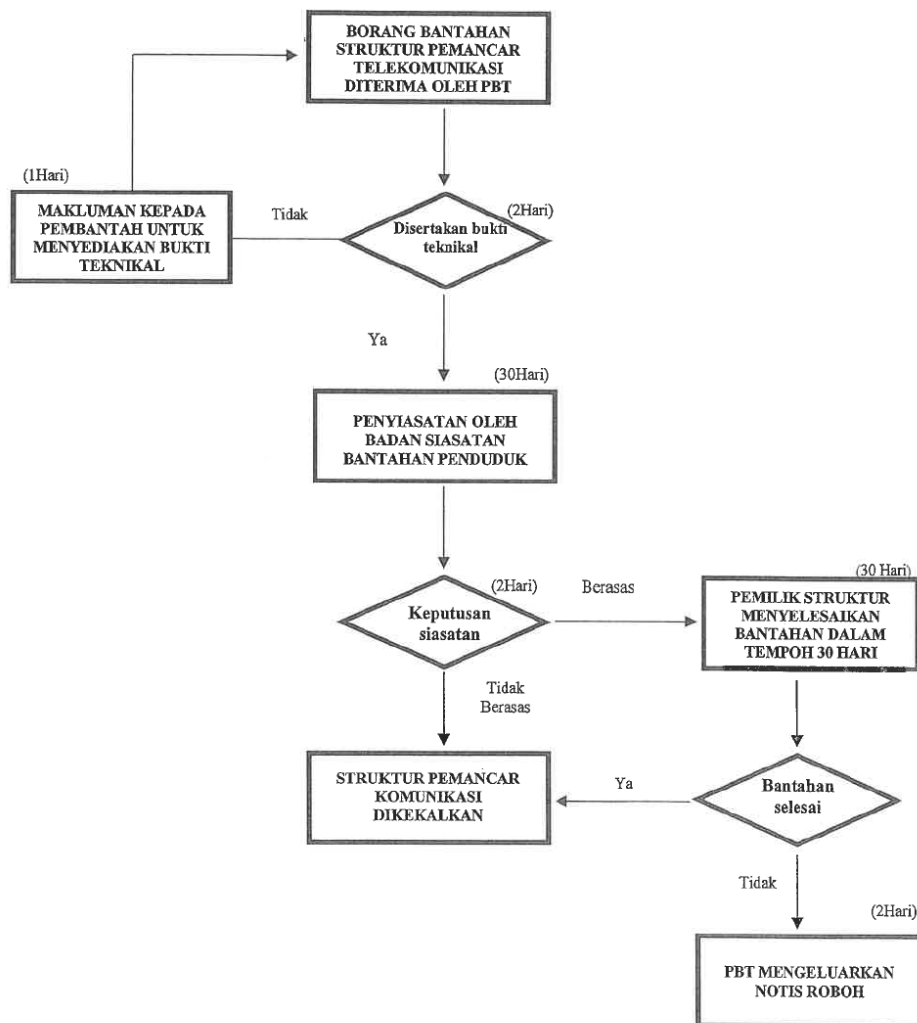 BORANG BANTAHAN
STRUKTUR PEMANCAR
TELEKOMUNIKASI
DITERIMA OLEH PBT
(1Hari)
MAKLUMAN KEPADA
PEMBANTAH UNTUK
MENYEDIAKAN BUKTI
TEKNIKAL
Tidak
(2Hari)
Disertakan bukti
teknikal
Ya
(30Hari)
PENYIASATAN OLEH
BADAN SIASATAN
BANTAHAN PENDUDUK
(2Hari)
Keputusan
siasatan
Berasas
(30 Hari)
PEMILIK STRUKTUR
MENYELESAIKAN
BANTAHAN DALAM
TEMPOH 30 HARI
Tidak
Berasas
STRUKTUR PEMANCAR
KOMUNIKASI
DIKEKALKAN
Ya
Bantahan
selesai
Tidak
(2Hari)
PBT MENGELUARKAN
NOTIS ROBOH